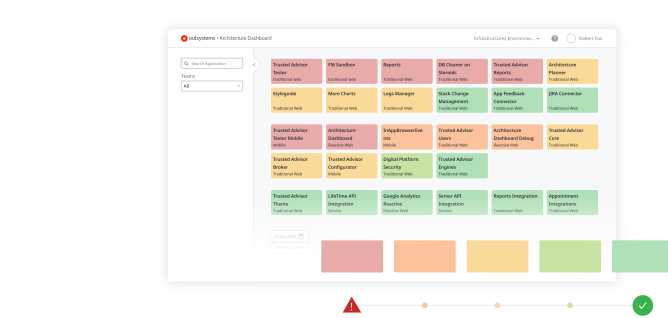 outsystems - Architecture Dashboard
Infrastructures Environme...
Robert Fox
Search Application
Teams
All
Trusted Advisor Tester
Traditional web
FM Sandbox
Traditional web
Reports
Traditional Web
DB Cleaner on Steroids
Traditional Web
Trusted Advisor Reports
Traditional Web
Architecture Planner
Traditional Web
Styleguide
Traditional Web
More Charts
Traditional Web
Logs Manager
Traditional Web
Stack Change Management
Traditional Web
App Feedback Connector
Traditional Web
JIRA Connector
Traditional Web
Trusted Advisor Tester Mobile
Mobile
Architecture Dashboard
Reactive Web
InAppBrowserEve nts
Mobile
Trusted Advisor Users
Traditional Web
Architecture Dashboard Debug
Reactive Web
Trusted Advisor Core
Traditional Web
Trusted Advisor Broker
Traditional Web
Trusted Advisor Configurator
Mobile
Digital Platform Security
Traditional Web
Trusted Advisor Engines
Traditional Web
Trusted Advisor Theme
Traditional Web
LifeTime API Integration
Service
Google Analytics Reactive
Reactive Web
Server API Integration
Service
Reports Integration
Traditional Web
Appointment Integrations
Traditional Web